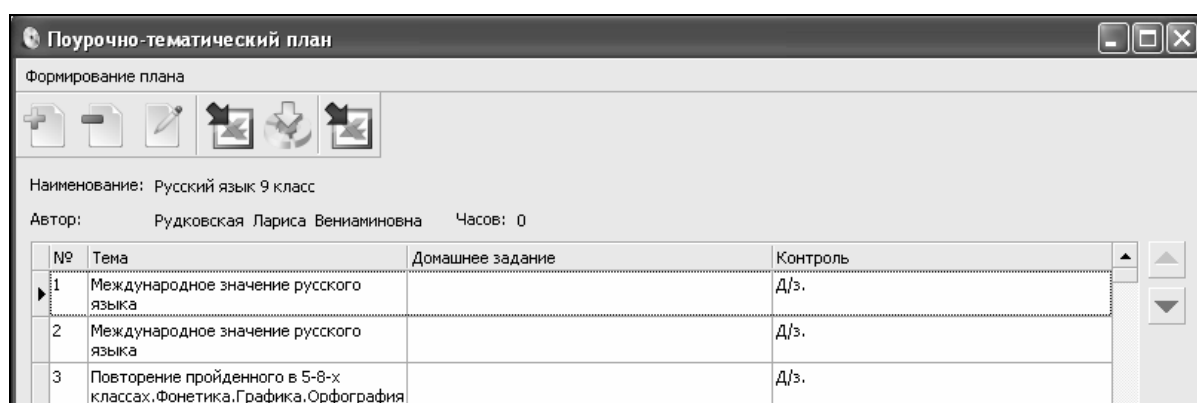 Поурочно-тематический план
Формирование плана
Наименование: Русский язык 9 класс
Автор: Рудковская Лариса Вениаминовна Часов: 0
№ Тема Домашнее задание Контроль
1 Международное значение русского Д/з.
языка
2 Международное значение русского Д/з.
языка
3 Повторение пройденного в 5-8-х Д/з.
классах.Фонетика.Графика.Орфография